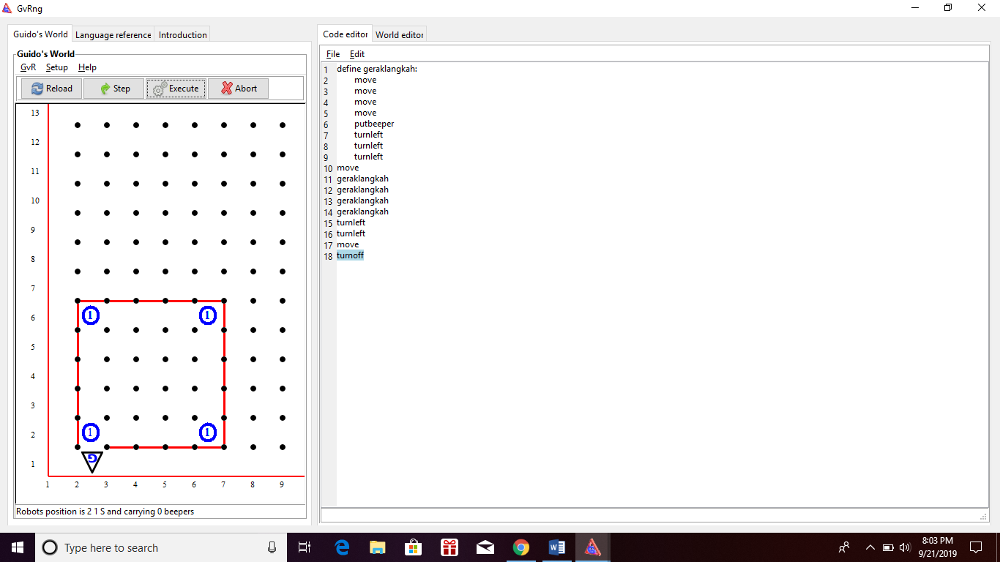 GvRng
Guido's World Language reference Introduction
Guido's World
GvR Setup Help
Reload Step Execute Abort
13
12
11
10
9
8
7
6
5
4
3
2
1
1 1
1 1
G
1 2 3 4 5 6 7 8 9
Robots position is 2 1 S and carrying 0 beepers
Code editor World editor
File Edit
1 define geraklangkah:
2 move
3 move
4 move
5 move
6 putbeeper
7 turnleft
8 turnleft
9 turnleft
10 move
11 geraklangkah
12 geraklangkah
13 geraklangkah
14 geraklangkah
15 turnleft
16 turnleft
17 move
18 turnoff
Type here to search
8:03 PM
9/21/2019